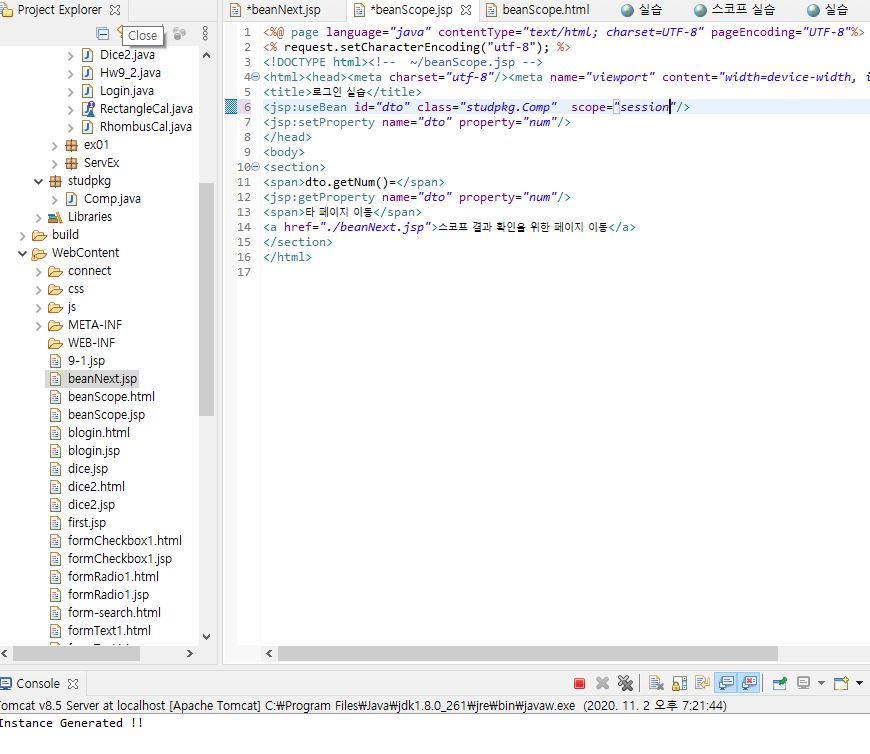 Project Explorer
Close
Dice2.java
Hw9_2.java
Login.java
RectangleCal.java
RhombusCal.java
ex01
ServEx
studpkg
Comp.java
Libraries
build
WebContent
connect
css
js
META-INF
WEB-INF
9-1.jsp
beanNext.jsp
beanScope.html
beanScope.jsp
blogin.html
blogin.jsp
dice.jsp
dice2.html
dice2.jsp
first.jsp
formCheckbox1.html
formCheckbox1.jsp
formRadio1.html
formRadio1.jsp
form-search.html
formText1.html
*beanNext.jsp *beanScope.jsp beanScope.html 실습 스코프 실습 실습
1 <%@ page language="java" contentType="text/html; charset=UTF-8" pageEncoding="UTF-8"%>
2 <% request.setCharacterEncoding("utf-8"); %>
3 <!DOCTYPE html><!--  ~/beanScope.jsp -->
4 <html><head><meta charset="utf-8"/><meta name="viewport" content="width=device-width, i
5 <title>로그인 실습</title>
6 <jsp:useBean id="dto" class="studpkg.Comp"  scope="session"/>
7 <jsp:setProperty name="dto" property="num"/>
8 </head>
9 <body>
10 <section>
11 <span>dto.getNum()=</span>
12 <jsp:getProperty name="dto" property="num"/>
13 <span>타 페이지 이동</span>
14 <a href="./beanNext.jsp">스코프 결과 확인을 위한 페이지 이동</a>
15 </section>
16 </html>
17
Console
Tomcat v8.5 Server at localhost [Apache Tomcat] C:₩Program Files₩Java₩jdk1.8.0_261₩jre₩bin₩javaw.exe  (2020. 11. 2 오후 7:21:44)
Instance Generated !!